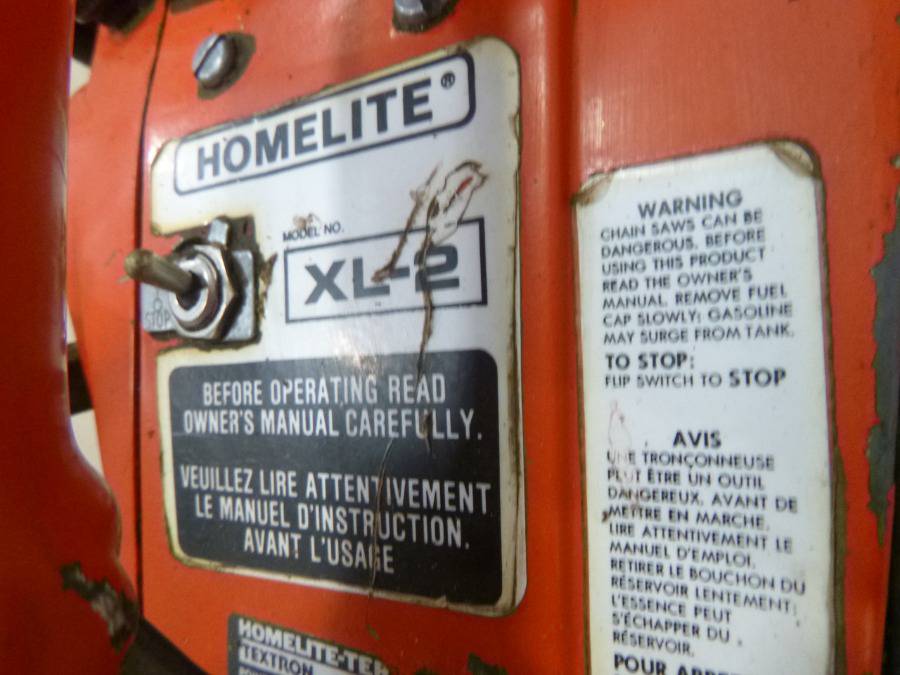 HOMELITE®
MODEL NO.
XL-2
STOP
BEFORE OPERATING READ
OWNER'S MANUAL CAREFULLY.
VEUILLEZ LIRE ATTENTIVEMENT
LE MANUEL D'INSTRUCTION.
AVANT L'USAGE
HOMELITE-TER
TEXTRON
WARNING
CHAIN SAWS CAN BE
DANGEROUS. BEFORE
USING THIS PRODUCT
READ THE OWNER'S
MANUAL. REMOVE FUEL
CAP SLOWLY; GASOLINE
MAY SURGE FROM TANK.
TO STOP:
FLIP SWITCH TO STOP
AVIS
UNE TRONÇONNEUSE
PEUT ÊTRE UN OUTIL
DANGEREUX. AVANT DE
METTRE EN MARCHE,
LIRE ATTENTIVEMENT LE
MANUEL D'EMPLOI.
RETIRER LE BOUCHON DU
RÉSERVOIR LENTEMENT;
L'ESSENCE PEUT
S'ÉCHAPPER DU
RÉSERVOIR.
POUR